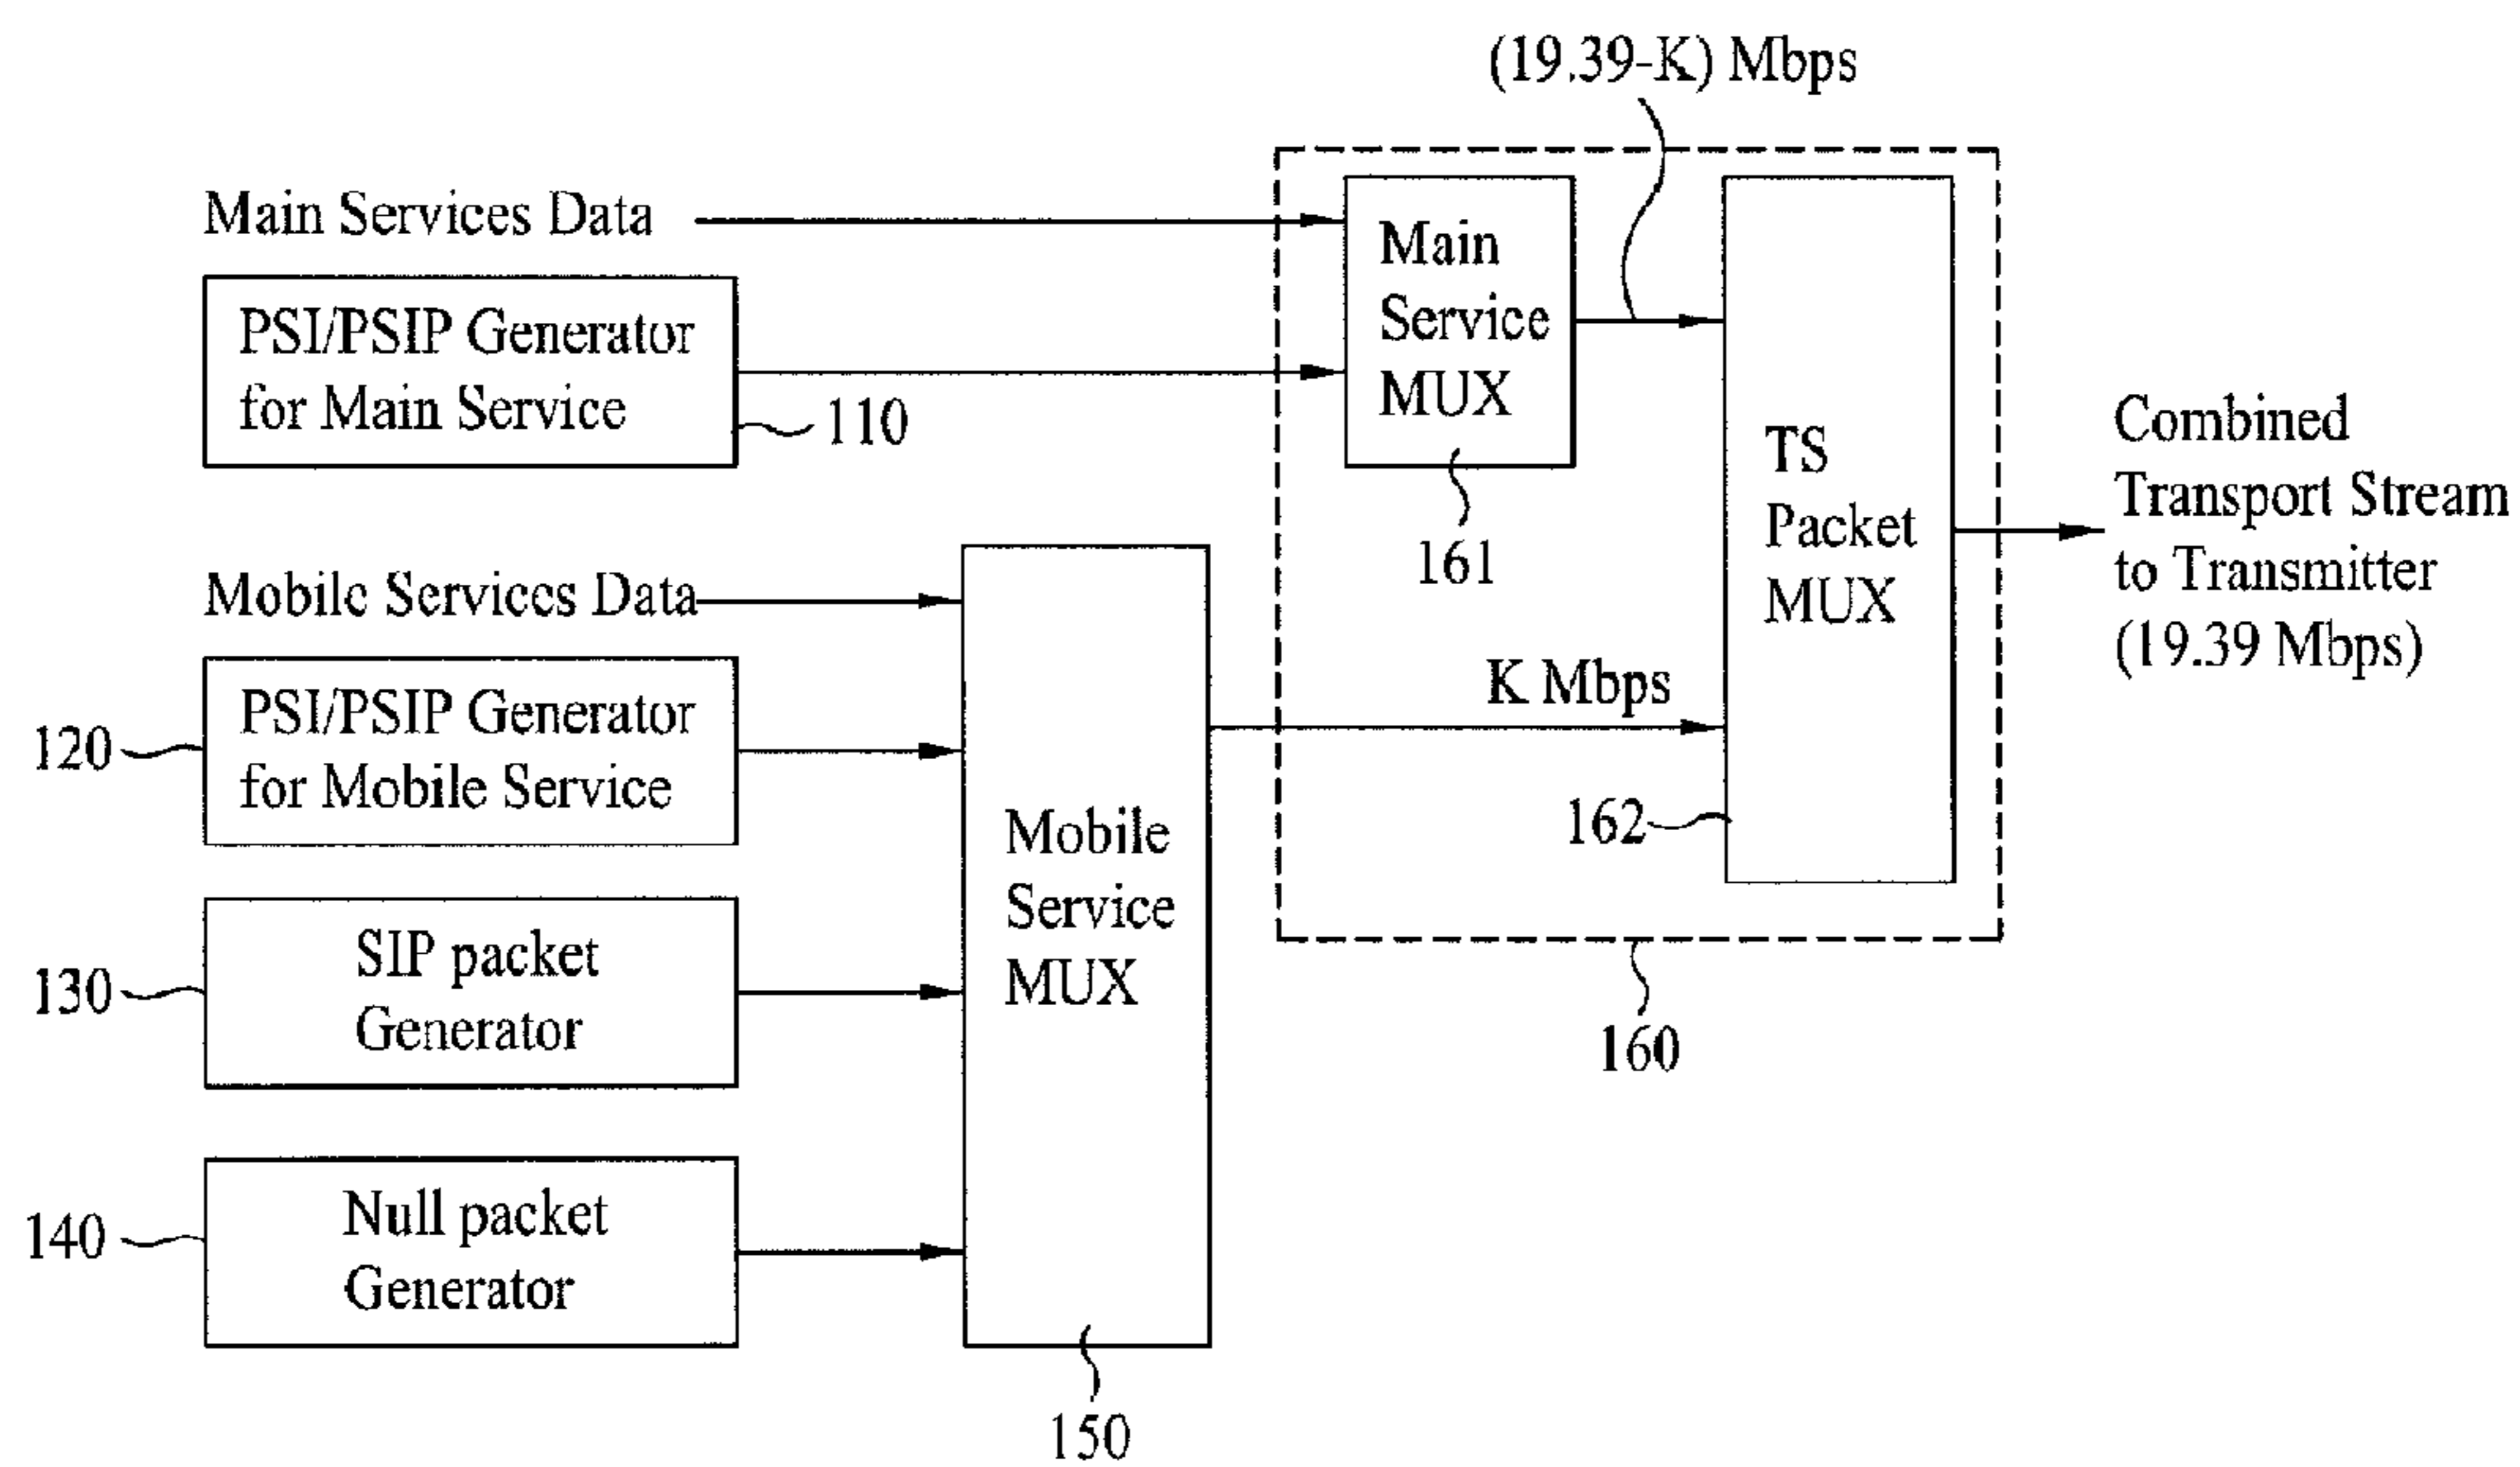 (19.39-K) Mbps
Main Services Data
PSI/PSIP Generator
for Main Service
110
Main
Service
MUX
161
TS
Packet
MUX
Combined
Transport Stream
to Transmitter
(19.39 Mbps)
Mobile Services Data
K Mbps
120
PSI/PSIP Generator
for Mobile Service
162
Mobile
Service
MUX
130
SIP packet
Generator
160
140
Null packet
Generator
150